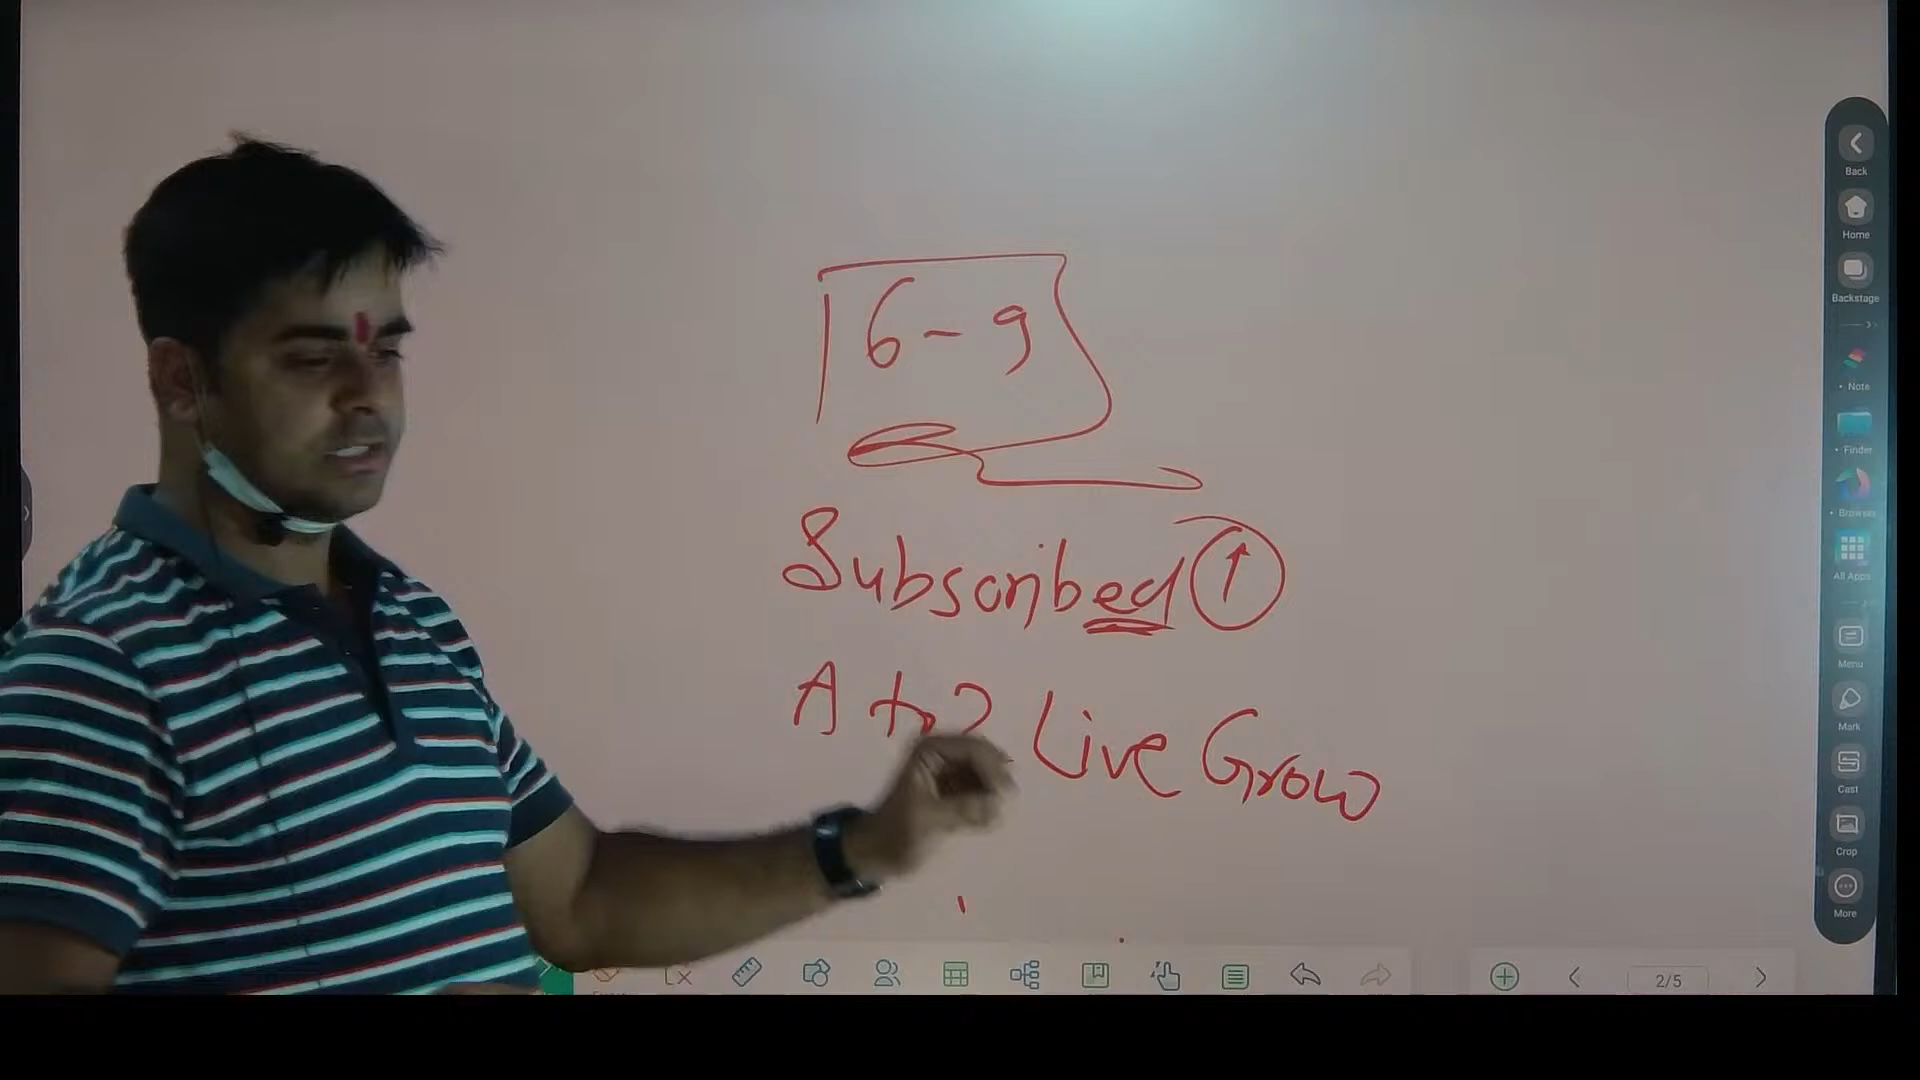 6 - 9
Subscribed ↑
A to Z Live Grow
Back
Home
Backstage
Note
Finder
Browser
All Apps
Menu
Mark
Cast
Crop
More
2/5